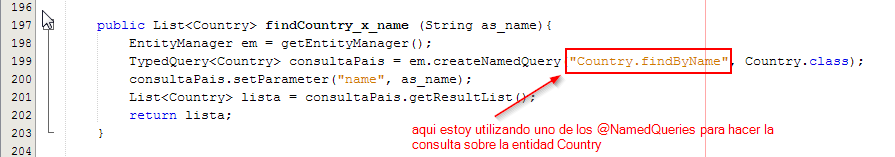 196
197 public List<Country> findCountry_x_name (String as_name){
198 EntityManager em = getEntityManager();
199 TypedQuery<Country> consultaPais = em.createNamedQuery("Country.findByName", Country.class);
200 consultaPais.setParameter("name", as_name);
201 List<Country> lista = consultaPais.getResultList();
202 return lista;
203 }
204
aqui estoy utilizando uno de los @NamedQueries para hacer la
consulta sobre la entidad Country